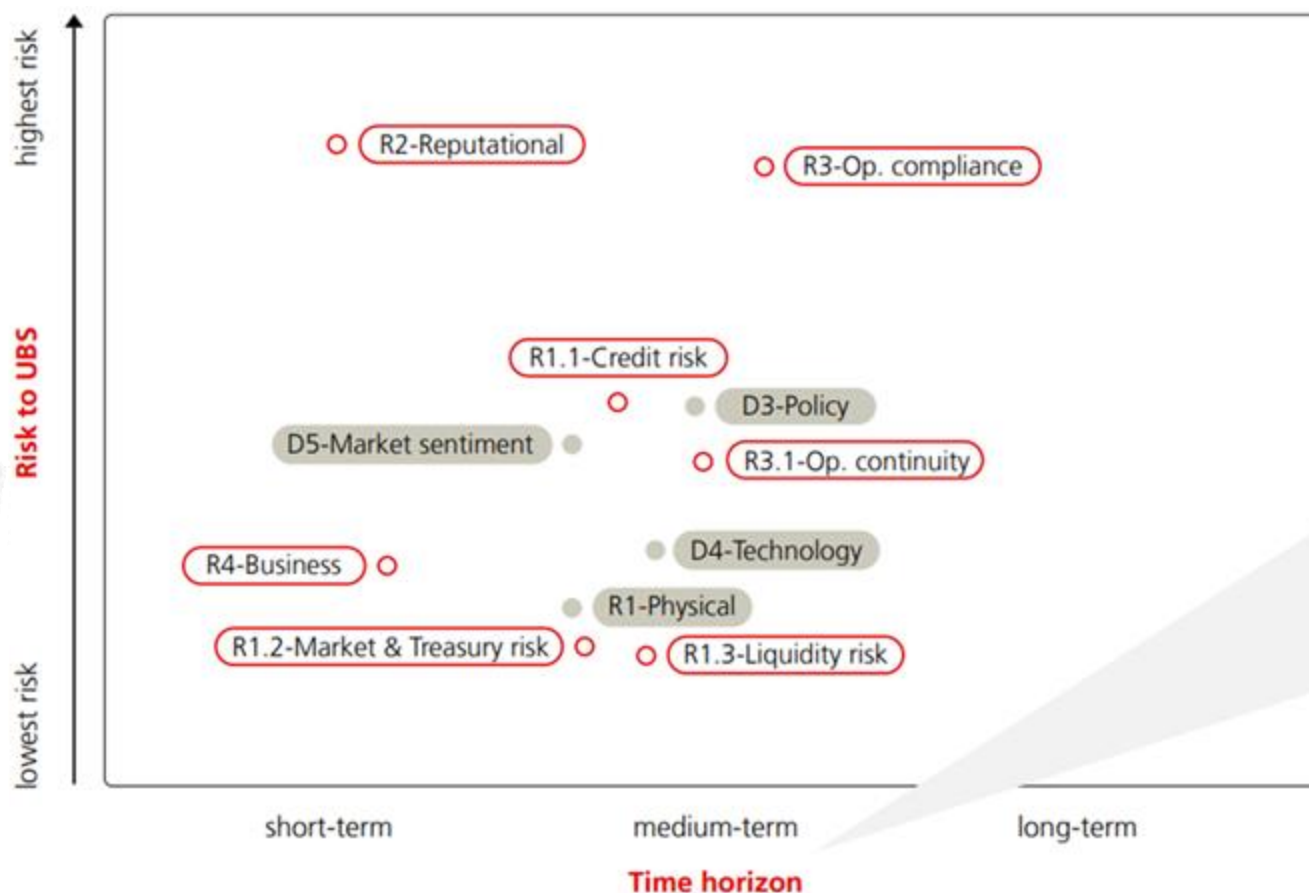 highest risk
Risk to UBS
lowest risk
R2-Reputational
R3-Op. compliance
R1.1-Credit risk
D3-Policy
D5-Market sentiment
R3.1-Op. continuity
D4-Technology
R4-Business
R1-Physical
R1.2-Market & Treasury risk
R1.3-Liquidity risk
short-term
medium-term
long-term
Time horizon